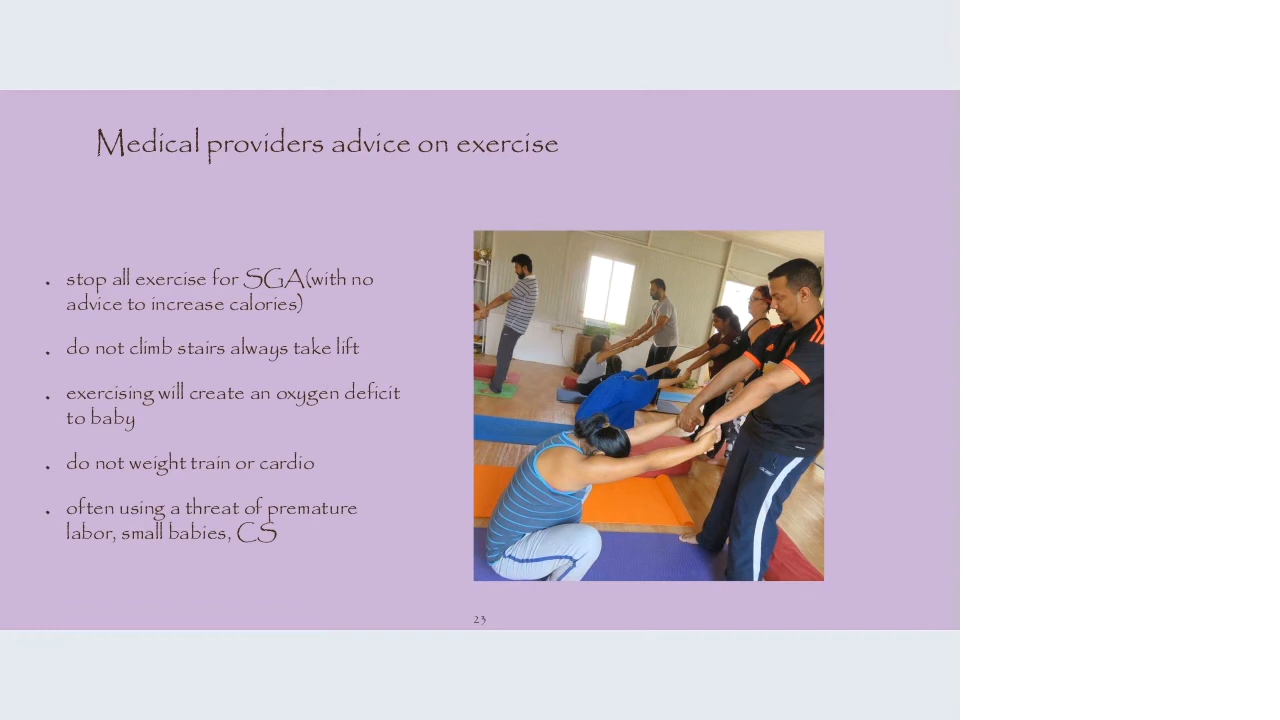 Medical providers advice on exercise
. stop all exercise for SGA(with no
advice to increase calories)
. do not climb stairs always take lift
. exercising will create an oxygen deficit
to baby
. do not weight train or cardio
. often using a threat of premature
labor, small babies, CS
23